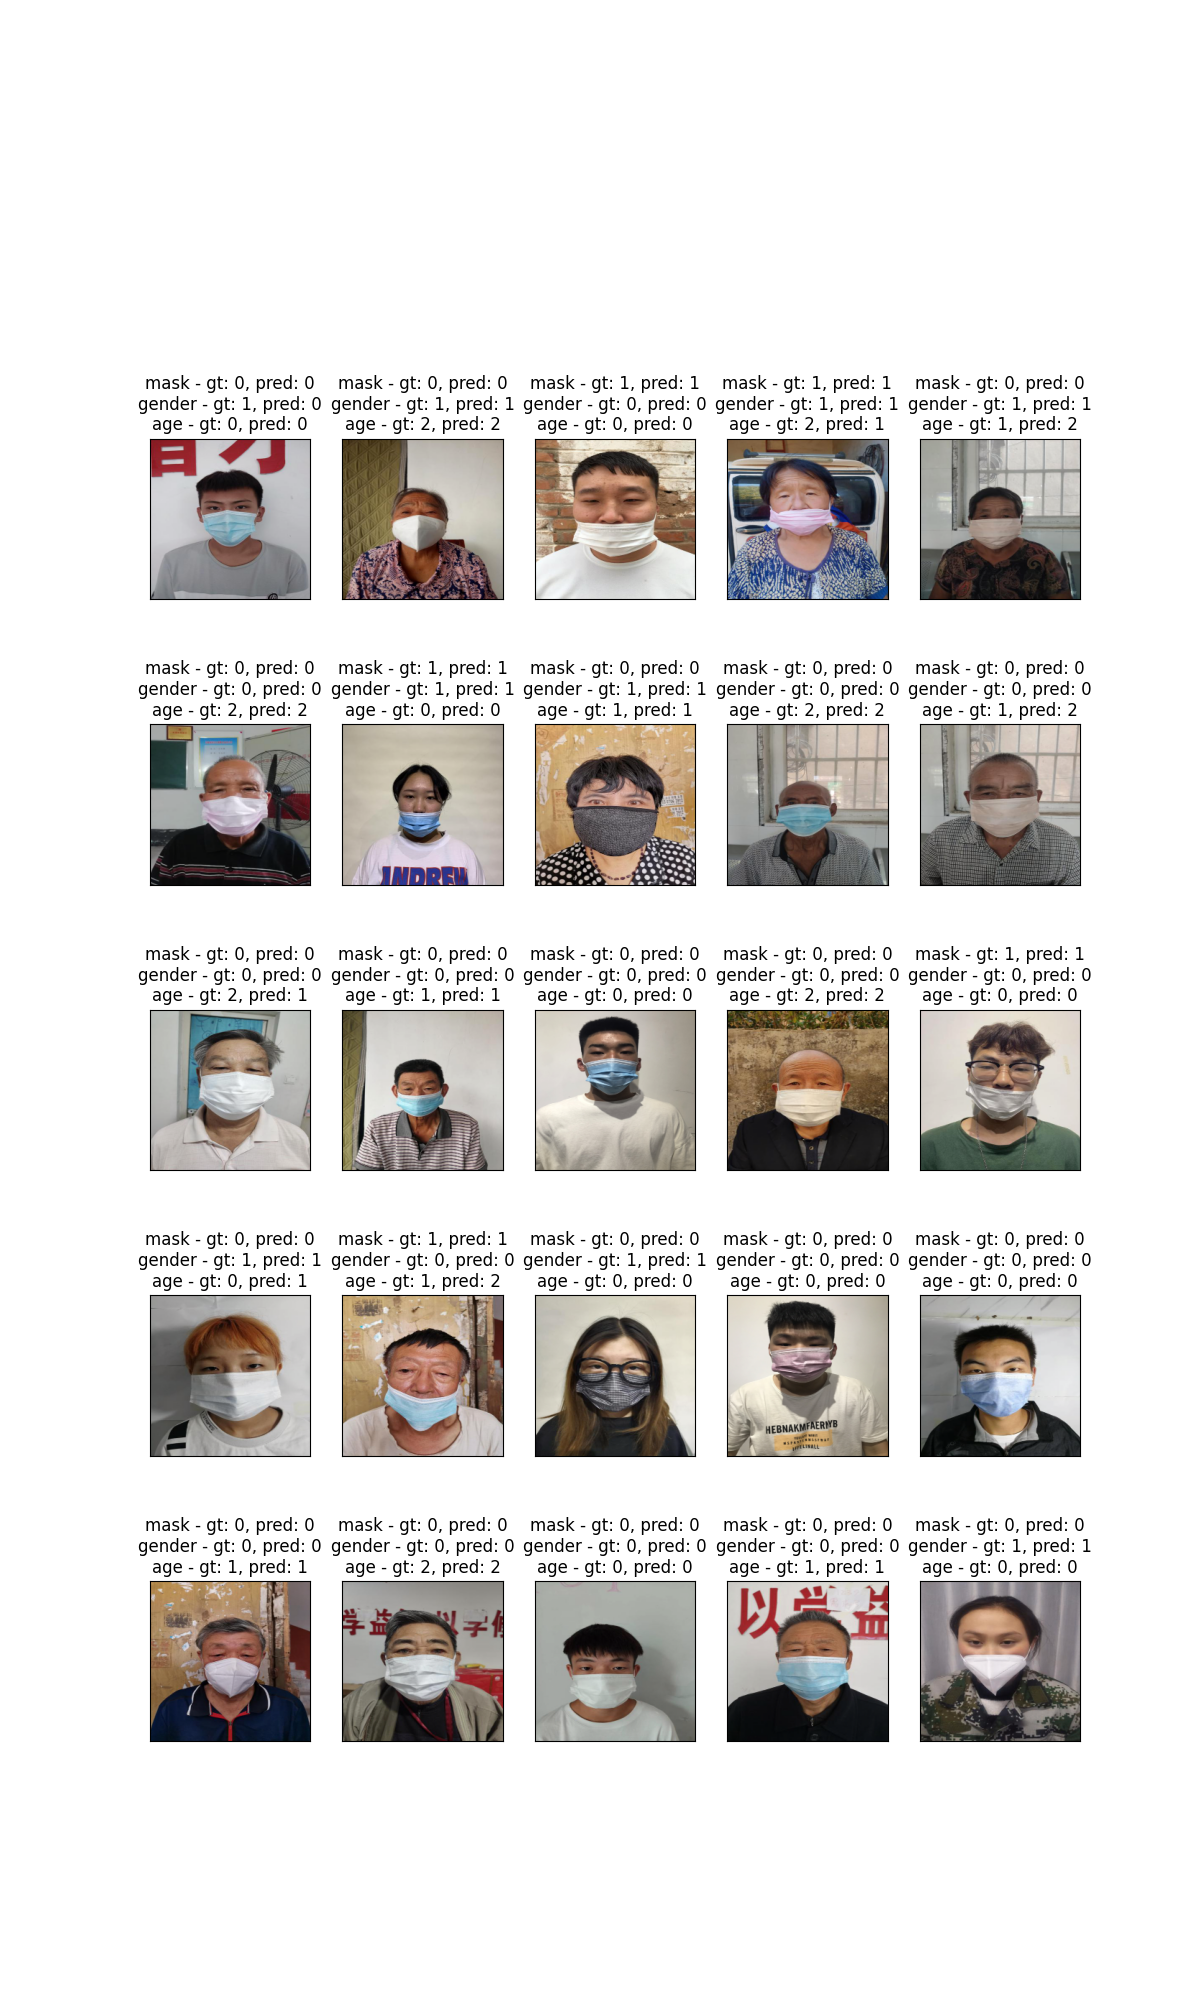 mask - gt: 0, pred: 0
gender - gt: 1, pred: 0
age - gt: 0, pred: 0
mask - gt: 0, pred: 0
gender - gt: 1, pred: 1
age - gt: 2, pred: 2
mask - gt: 1, pred: 1
gender - gt: 0, pred: 0
age - gt: 0, pred: 0
mask - gt: 1, pred: 1
gender - gt: 1, pred: 1
age - gt: 2, pred: 1
mask - gt: 0, pred: 0
gender - gt: 1, pred: 1
age - gt: 1, pred: 2
mask - gt: 0, pred: 0
gender - gt: 0, pred: 0
age - gt: 2, pred: 2
mask - gt: 1, pred: 1
gender - gt: 1, pred: 1
age - gt: 0, pred: 0
mask - gt: 0, pred: 0
gender - gt: 1, pred: 1
age - gt: 1, pred: 1
mask - gt: 0, pred: 0
gender - gt: 0, pred: 0
age - gt: 2, pred: 2
mask - gt: 0, pred: 0
gender - gt: 0, pred: 0
age - gt: 1, pred: 2
ANDREW
mask - gt: 0, pred: 0
gender - gt: 0, pred: 0
age - gt: 2, pred: 1
mask - gt: 0, pred: 0
gender - gt: 0, pred: 0
age - gt: 1, pred: 1
mask - gt: 0, pred: 0
gender - gt: 0, pred: 0
age - gt: 0, pred: 0
mask - gt: 0, pred: 0
gender - gt: 0, pred: 0
age - gt: 2, pred: 2
mask - gt: 1, pred: 1
gender - gt: 0, pred: 0
age - gt: 0, pred: 0
mask - gt: 0, pred: 0
gender - gt: 1, pred: 1
age - gt: 0, pred: 1
mask - gt: 1, pred: 1
gender - gt: 0, pred: 0
age - gt: 1, pred: 2
mask - gt: 0, pred: 0
gender - gt: 1, pred: 1
age - gt: 0, pred: 0
mask - gt: 0, pred: 0
gender - gt: 0, pred: 0
age - gt: 0, pred: 0
mask - gt: 0, pred: 0
gender - gt: 0, pred: 0
age - gt: 0, pred: 0
mask - gt: 0, pred: 0
gender - gt: 0, pred: 0
age - gt: 1, pred: 1
mask - gt: 0, pred: 0
gender - gt: 0, pred: 0
age - gt: 2, pred: 2
mask - gt: 0, pred: 0
gender - gt: 0, pred: 0
age - gt: 0, pred: 0
mask - gt: 0, pred: 0
gender - gt: 0, pred: 0
age - gt: 1, pred: 1
mask - gt: 0, pred: 0
gender - gt: 1, pred: 1
age - gt: 0, pred: 0
学益 以学修
以学益